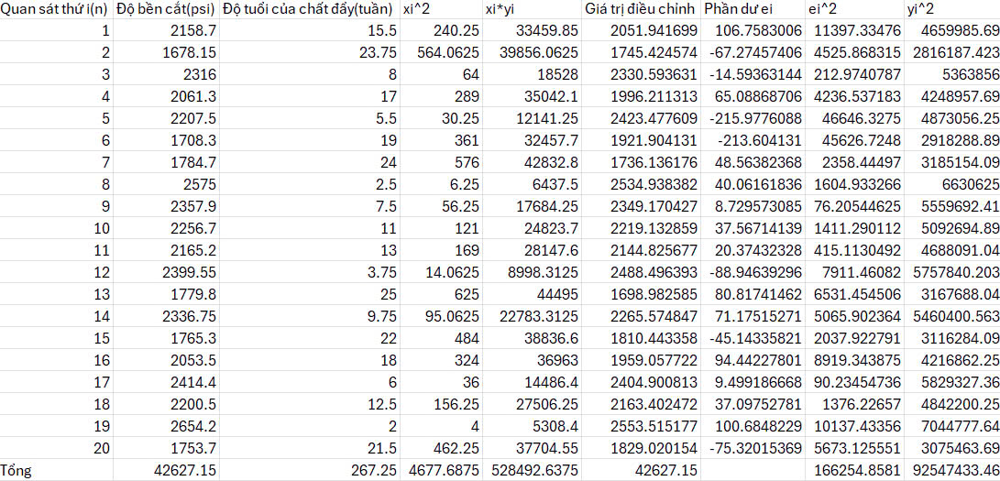 Quan sát thứ i(n) Độ bền cắt(psi) Độ tuổi của chất đẩy(tuần) xi^2 xi*yi Giá trị điều chỉnh Phần dư ei ei^2 yi^2
1 2158.7 15.5 240.25 33459.85 2051.941699 106.7583006 11397.33476 4659985.69
2 1678.15 23.75 564.0625 39856.0625 1745.424574 -67.27457406 4525.868315 2816187.423
3 2316 8 64 18528 2330.593631 -14.59363144 212.9740787 5363856
4 2061.3 17 289 35042.1 1996.211313 65.08868706 4236.537183 4248957.69
5 2207.5 5.5 30.25 12141.25 2423.477609 -215.9776088 46646.3275 4873056.25
6 1708.3 19 361 32457.7 1921.904131 -213.604131 45626.7248 2918288.89
7 1784.7 24 576 42832.8 1736.136176 48.56382368 2358.44497 3185154.09
8 2575 2.5 6.25 6437.5 2534.938382 40.06161836 1604.933266 6630625
9 2357.9 7.5 56.25 17684.25 2349.170427 8.729573085 76.20544625 5559692.41
10 2256.7 11 121 24823.7 2219.132859 37.56714139 1411.290112 5092694.89
11 2165.2 13 169 28147.6 2144.825677 20.37432328 415.1130492 4688091.04
12 2399.55 3.75 14.0625 8998.3125 2488.496393 -88.94639296 7911.46082 5757840.203
13 1779.8 25 625 44495 1698.982585 80.81741462 6531.454506 3167688.04
14 2336.75 9.75 95.0625 22783.3125 2265.574847 71.17515271 5065.902364 5460400.563
15 1765.3 22 484 38836.6 1810.443358 -45.14335821 2037.922791 3116284.09
16 2053.5 18 324 36963 1959.057722 94.44227801 8919.343875 4216862.25
17 2414.4 6 36 14486.4 2404.900813 9.499186668 90.23454736 5829327.36
18 2200.5 12.5 156.25 27506.25 2163.402472 37.09752781 1376.22657 4842200.25
19 2654.2 2 4 5308.4 2553.515177 100.6848229 10137.43356 7044777.64
20 1753.7 21.5 462.25 37704.55 1829.020154 -75.32015369 5673.125551 3075463.69
Tổng 42627.15 267.25 4677.6875 528492.6375 42627.15 166254.8581 92547433.46